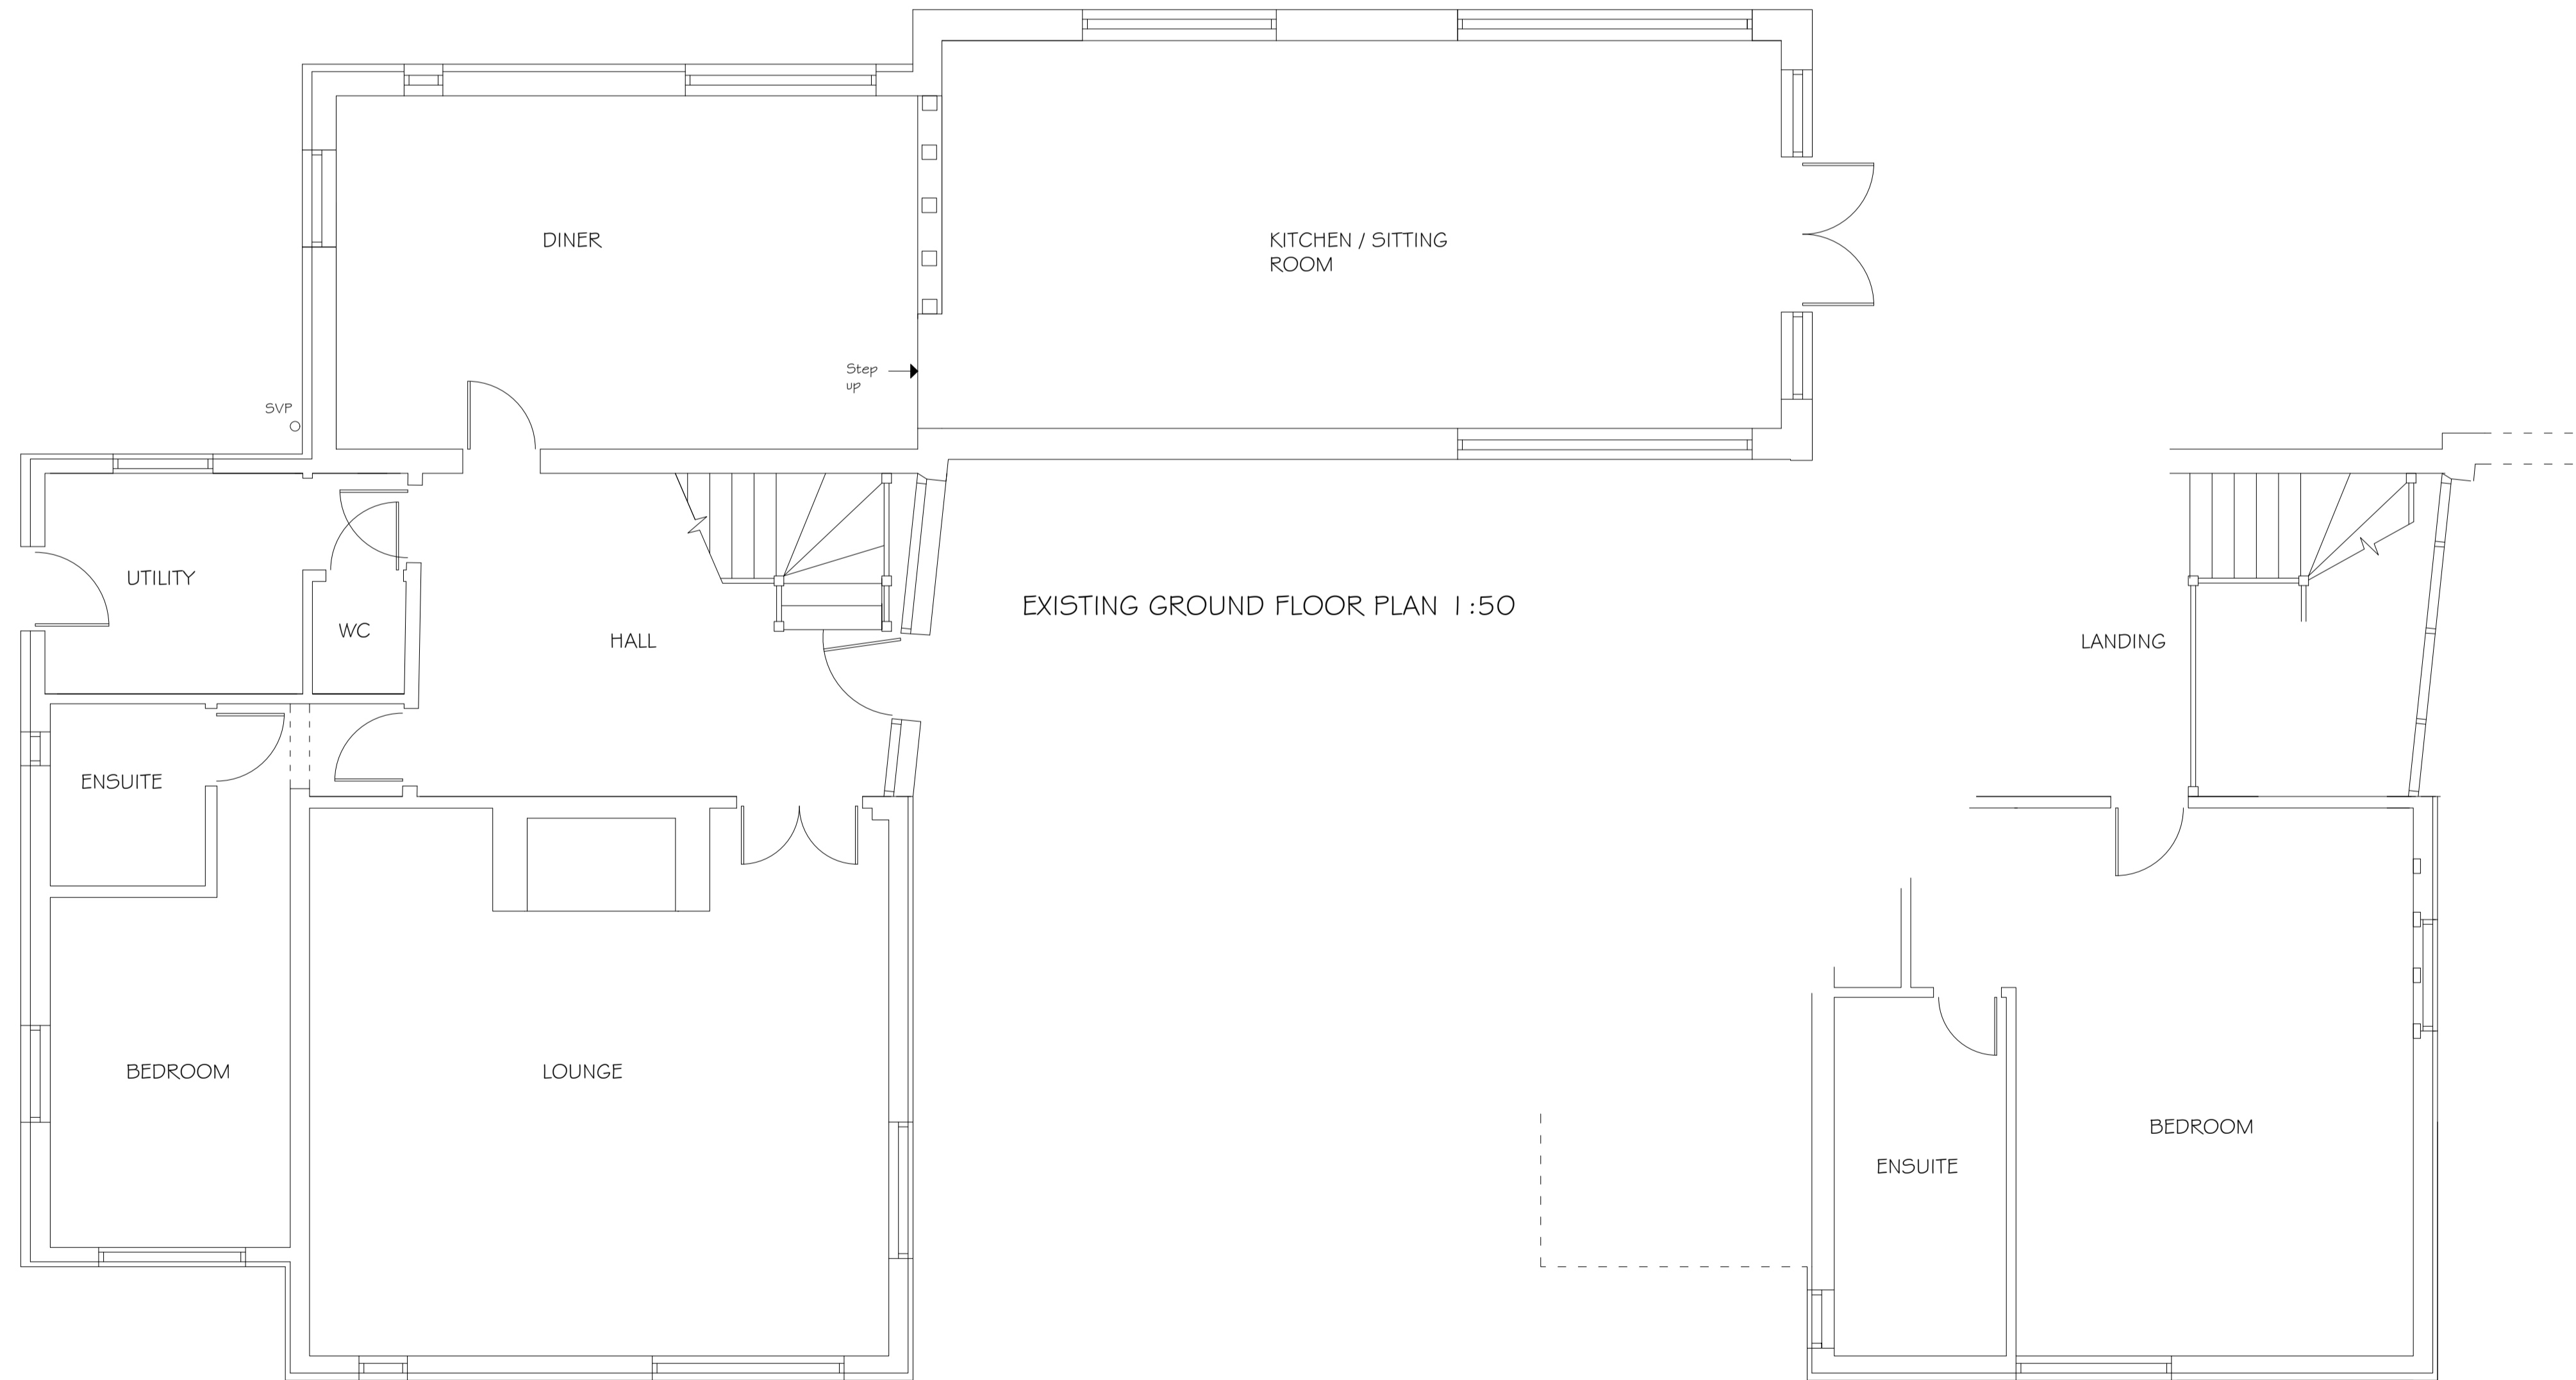 DINER
KITCHEN / SITTING
ROOM
Step
up
SVP
UTILITY
WC
HALL
EXISTING GROUND FLOOR PLAN 1:50
LANDING
ENSUITE
BEDROOM
LOUNGE
BEDROOM
ENSUITE